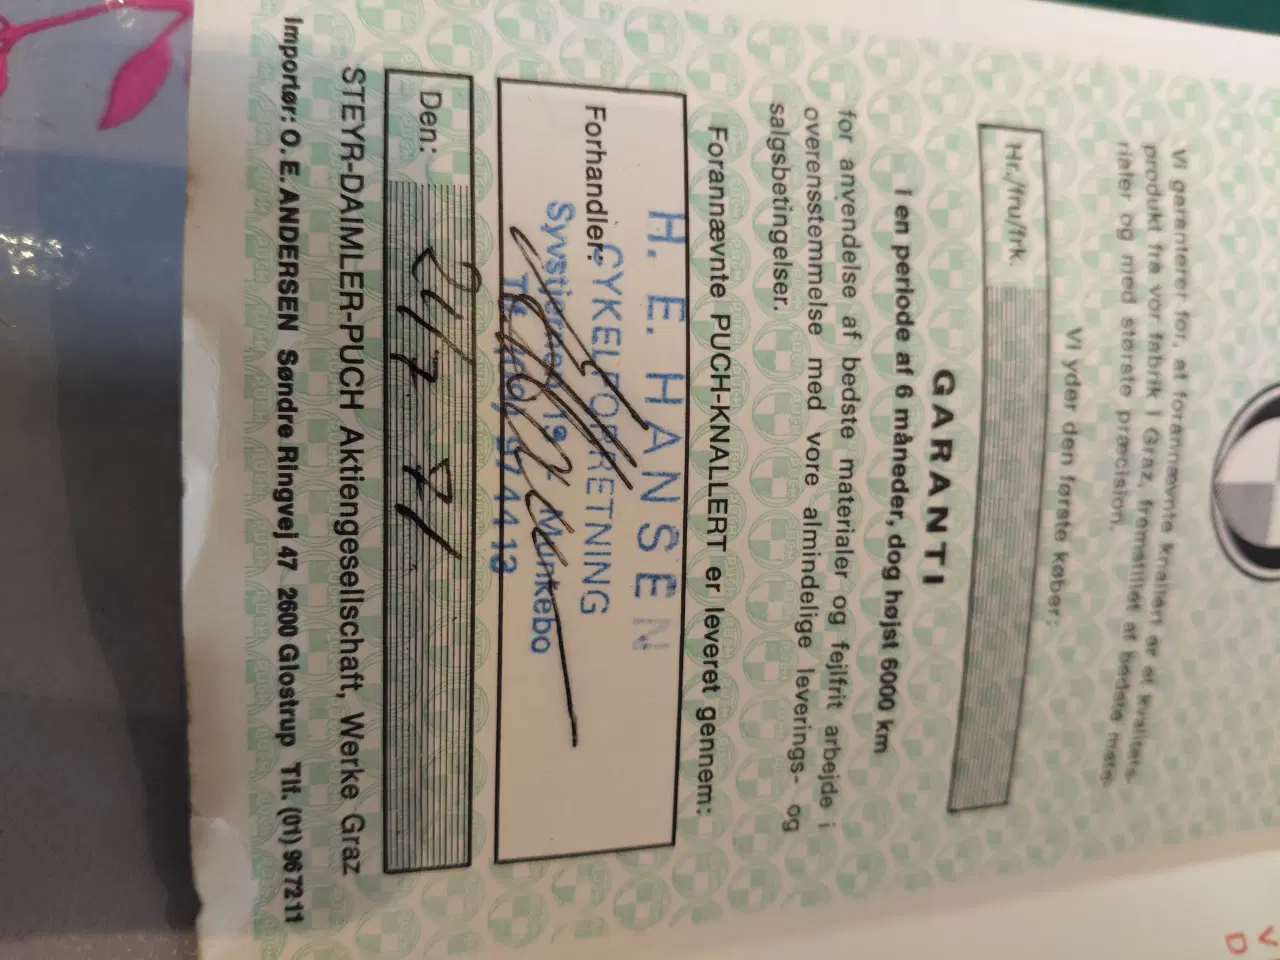 Vi garanterer for, at forannævnte knallert er et kvalitets-
produkt fra vor fabrik i Graz, fremstillet af bedste mate-
rialer og med største præcision.
Vi yder den første køber:
Hr./fru/frk.
GARANTI
i en periode af 6 måneder, dog højst 6000 km
for anvendelse af bedste materialer og fejlfrit arbejde i
overensstemmelse med vore almindelige leverings- og
salgsbetingelser.
Forannævnte PUCH-KNALLERT er leveret gennem:
H. E. HANSEN
Forhandler: CYKELFORRETNING
Munkebo
97 44 13
Den:
STEYR-DAIMLER-PUCH Aktiengesellschaft, Werke Graz
Importør: O. E. ANDERSEN Søndre Ringvej 47 2600 Glostrup Tlf. (01) 96 72 11